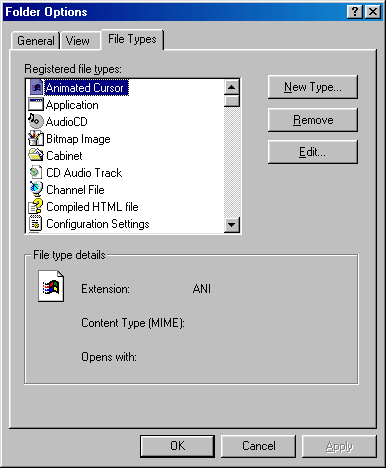 Folder Options
General View File Types
Registered file types:
Animated Cursor
Application
AudioCD
Bitmap Image
Cabinet
CD Audio Track
Channel File
Compiled HTML file
Configuration Settings
New Type...
Remove
Edit...
File type details
Extension: ANI
Content Type (MIME):
Opens with:
OK Cancel Apply